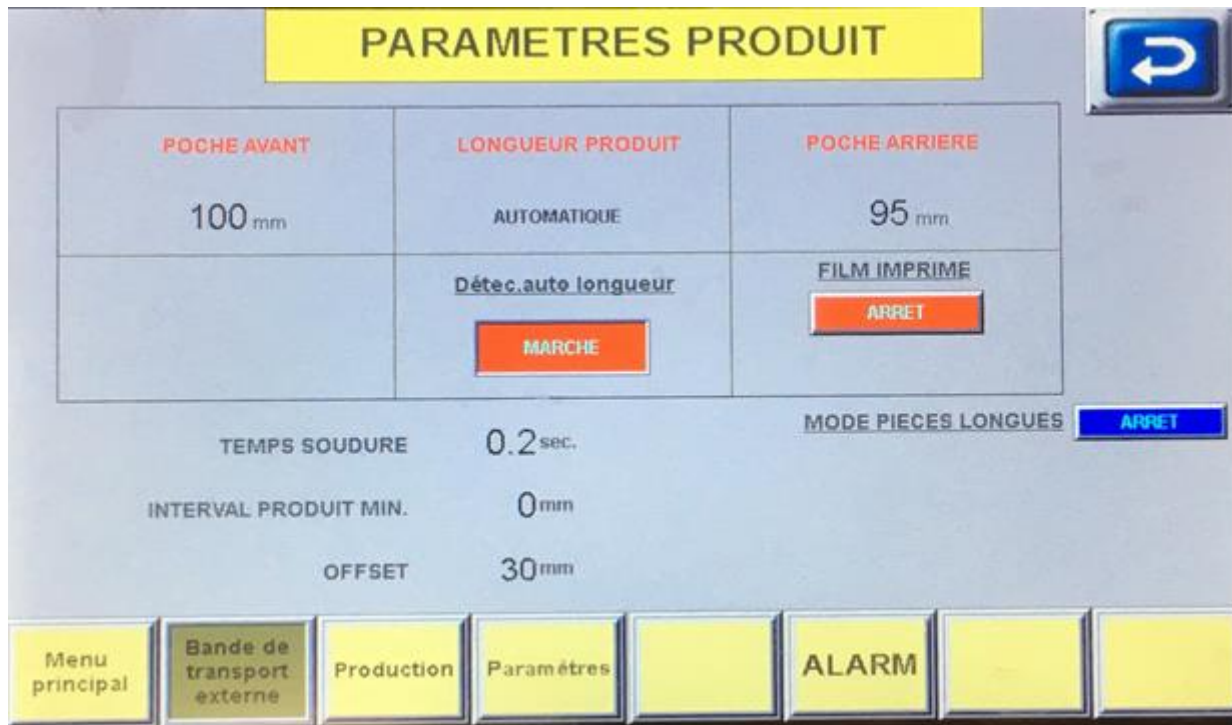 PARAMETRES PRODUIT
POCHE AVANT
LONGUEUR PRODUIT
POCHE ARRIERE
100 mm
AUTOMATIQUE
95 mm
Détec.auto longueur
FILM IMPRIME
MARCHE
ARRET
MODE PIECES LONGUES
ARRET
TEMPS SOUDURE 0.2 sec.
INTERVAL PRODUIT MIN. 0 mm
OFFSET 30 mm
Menu
principal
Bande de
transport
externe
Production
Paramétres
ALARM